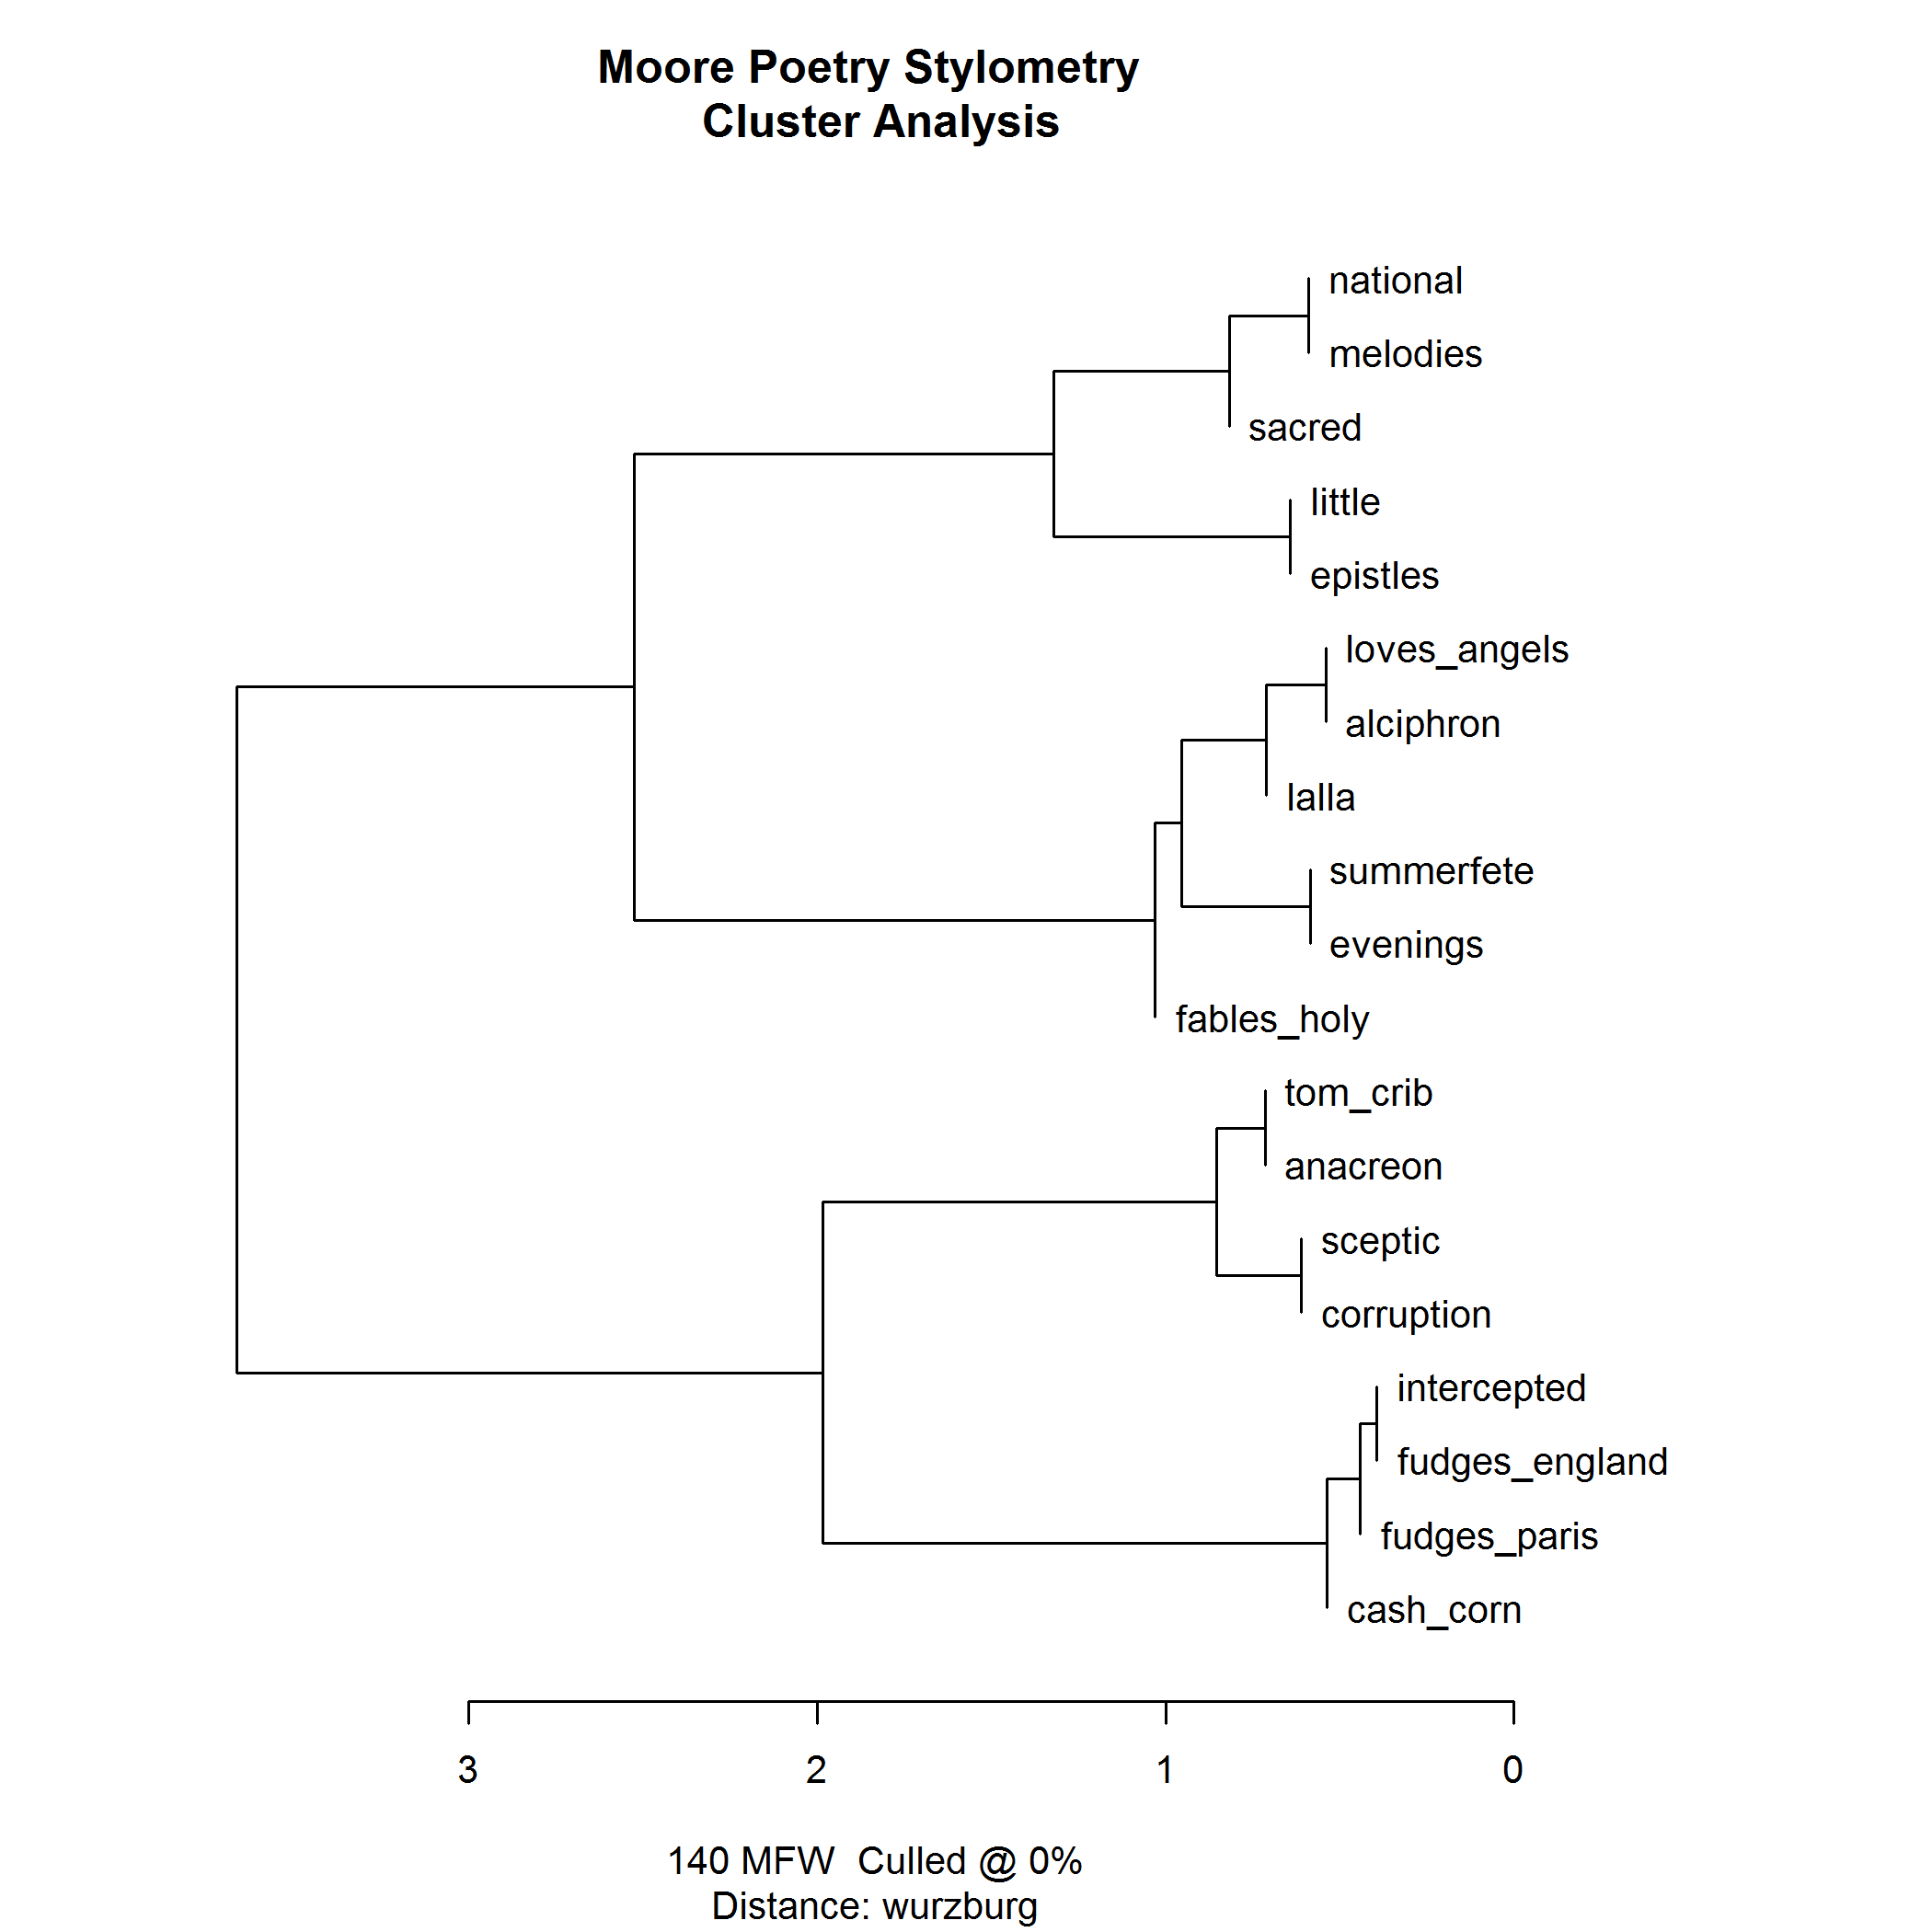 Moore Poetry Stylometry
Cluster Analysis
national
melodies
sacred
little
epistles
loves_angels
alciphron
lalla
summerfete
evenings
fables_holy
tom_crib
anacreon
sceptic
corruption
intercepted
fudges_england
fudges_paris
cash_corn
3 2 1 0
140 MFW  Culled @ 0%
Distance: wurzburg